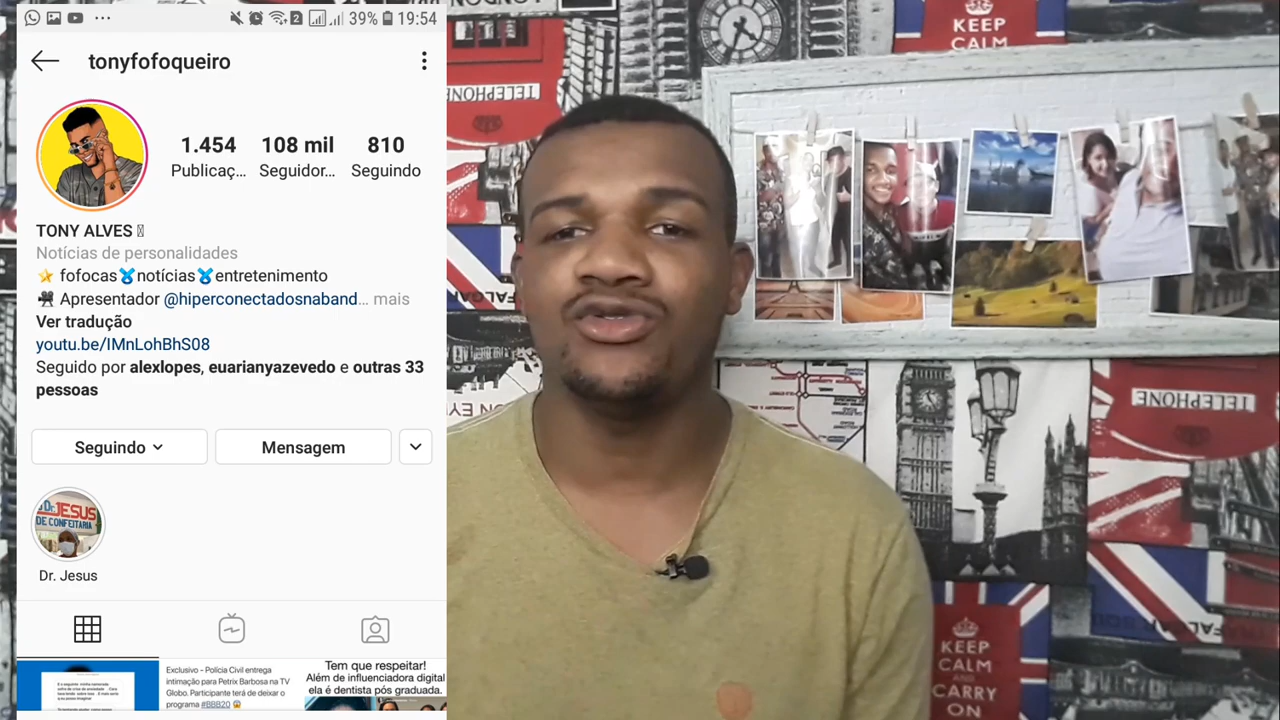 39% 19:54
tonyfofoqueiro
1.454 108 mil 810
Publicaç... Seguidor... Seguindo
TONY ALVES
Notícias de personalidades
fofocas notícias entretenimento
Apresentador @hiperconectadosnaband... mais
Ver tradução
youtu.be/IMnLohBhS08
Seguido por alexlopes, euarianyazevedo e outras 33
pessoas
Seguindo Mensagem
Dr. JESUS
DE CONFEITARIA
Dr. Jesus
Exclusivo - Polícia Civil entrega
intimação para Petrix Barbosa na TV
Globo. Participante terá de deixar o
programa #BBB20
Tem que respeitar!
Além de influenciadora digital
ela é dentista pós graduada.
LONDON
KEEP
CALM
TELEPHONE
TELEPHONE
KEEP
CALM
AND
CARRY
ON